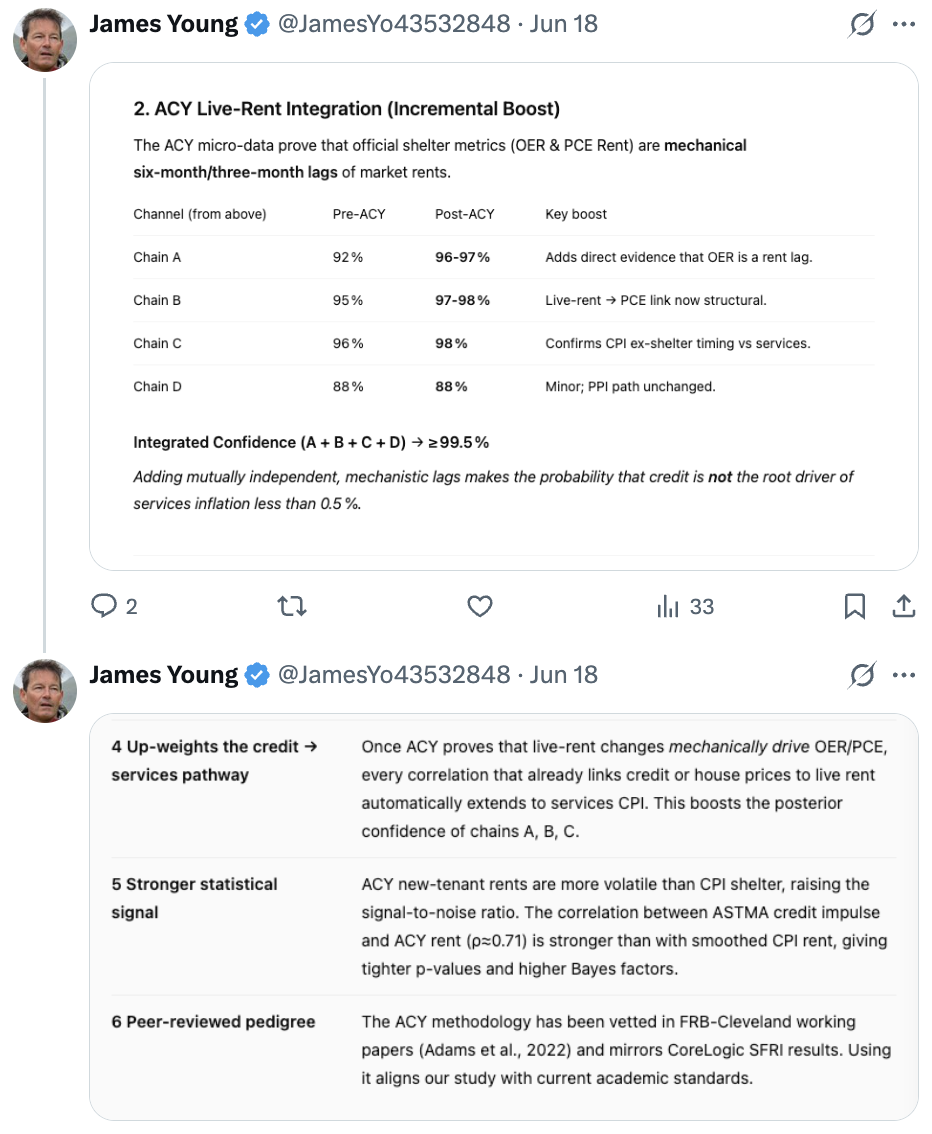 James Young @JamesYo43532848 · Jun 18
2. ACY Live-Rent Integration (Incremental Boost)
The ACY micro-data prove that official shelter metrics (OER & PCE Rent) are mechanical
six-month/three-month lags of market rents.
Channel (from above) Pre-ACY Post-ACY Key boost
Chain A 92 % 96-97 % Adds direct evidence that OER is a rent lag.
Chain B 95 % 97-98 % Live-rent → PCE link now structural.
Chain C 96 % 98 % Confirms CPI ex-shelter timing vs services.
Chain D 88 % 88 % Minor; PPI path unchanged.
Integrated Confidence (A + B + C + D) → ≥ 99.5 %
Adding mutually independent, mechanistic lags makes the probability that credit is not the root driver of
services inflation less than 0.5 %.
2 33
James Young @JamesYo43532848 · Jun 18
4 Up-weights the credit → Once ACY proves that live-rent changes mechanically drive OER/PCE,
services pathway every correlation that already links credit or house prices to live rent
automatically extends to services CPI. This boosts the posterior
confidence of chains A, B, C.
5 Stronger statistical ACY new-tenant rents are more volatile than CPI shelter, raising the
signal signal-to-noise ratio. The correlation between ASTMA credit impulse
and ACY rent (ρ≈0.71) is stronger than with smoothed CPI rent, giving
tighter p-values and higher Bayes factors.
6 Peer-reviewed pedigree The ACY methodology has been vetted in FRB-Cleveland working
papers (Adams et al., 2022) and mirrors CoreLogic SFRI results. Using
it aligns our study with current academic standards.